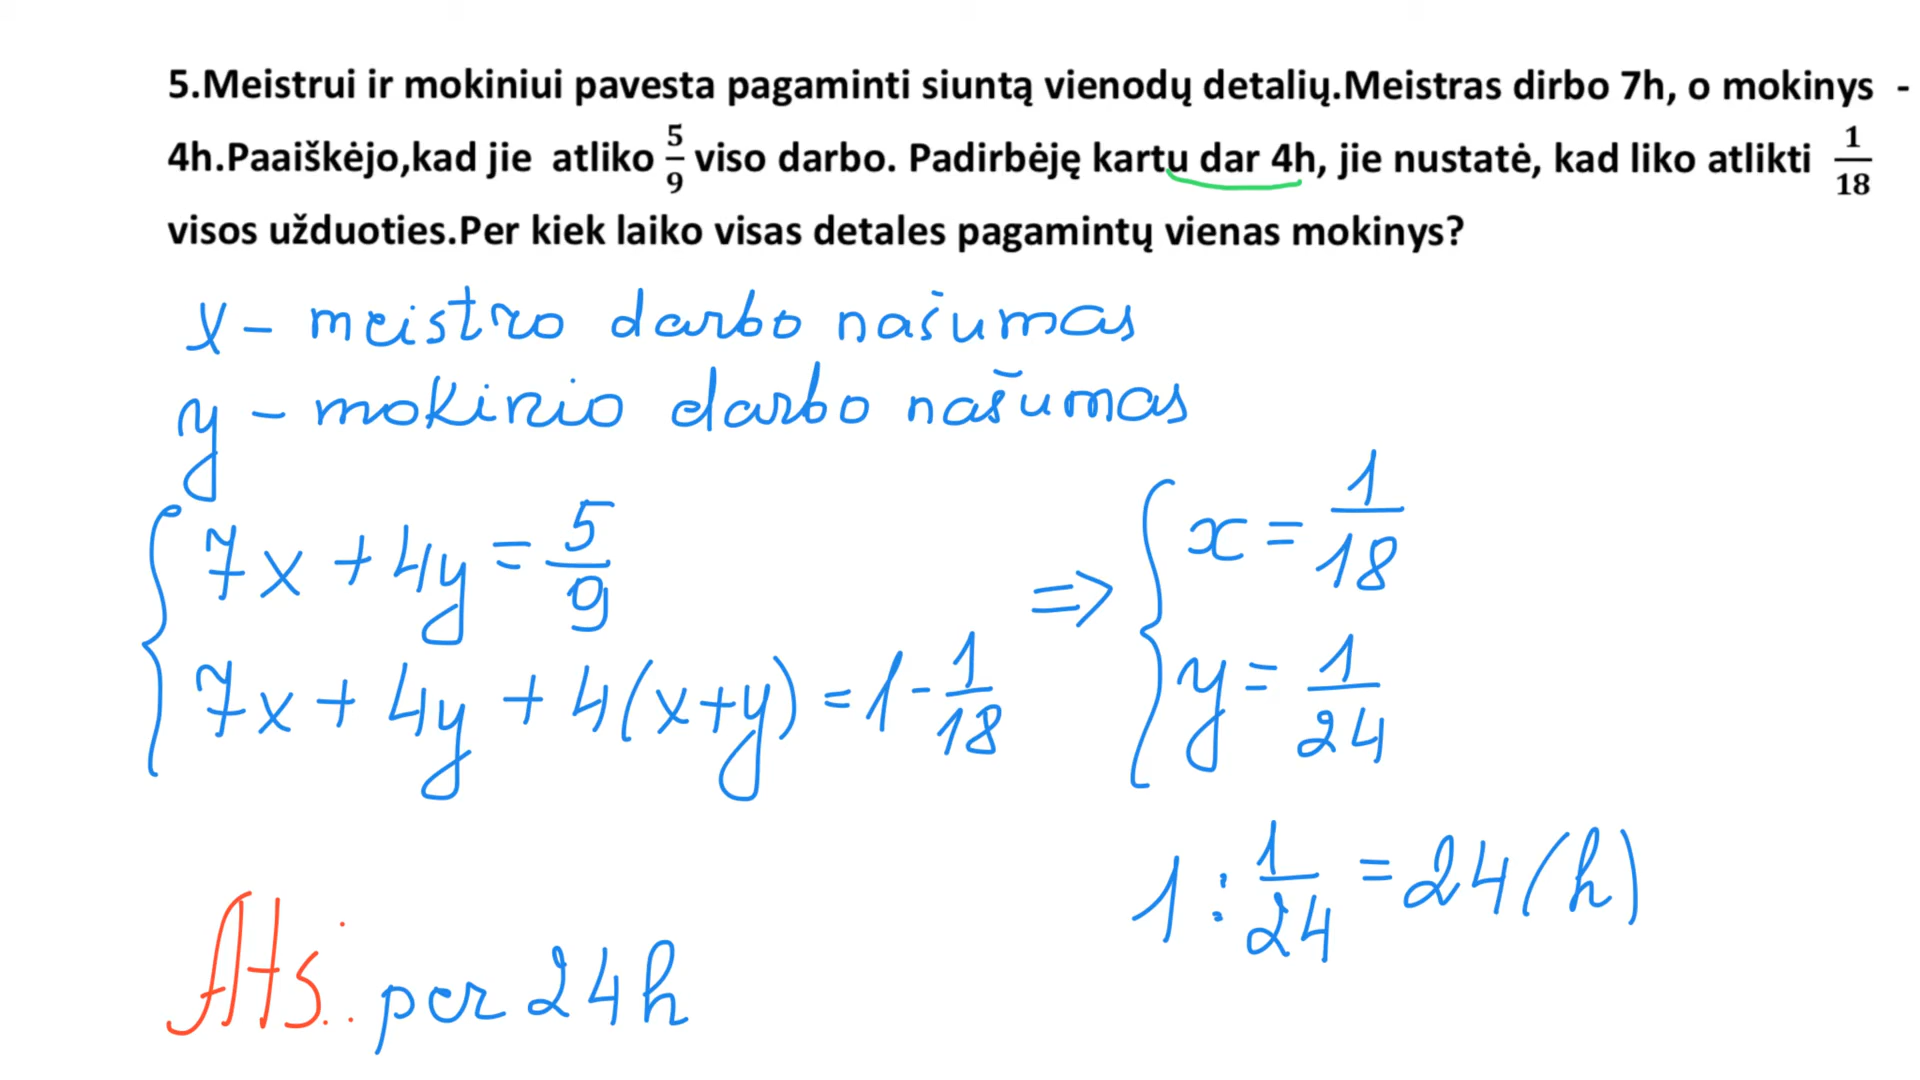 5.Meistrui ir mokiniui pavesta pagaminti siuntą vienodų detalių.Meistras dirbo 7h, o mokinys -
4h.Paaiškėjo,kad jie atliko 5/9 viso darbo. Padirbėję kartu dar 4h, jie nustatė, kad liko atlikti 1/18
visos užduoties.Per kiek laiko visas detales pagamintų vienas mokinys?
x – meistro darbo našumas
y – mokinio darbo našumas
7x + 4y = 5/9
7x + 4y + 4(x+y) = 1 - 1/18
⇒
x = 1/18
y = 1/24
1 : 1/24 = 24 (h)
Ats.: per 24h